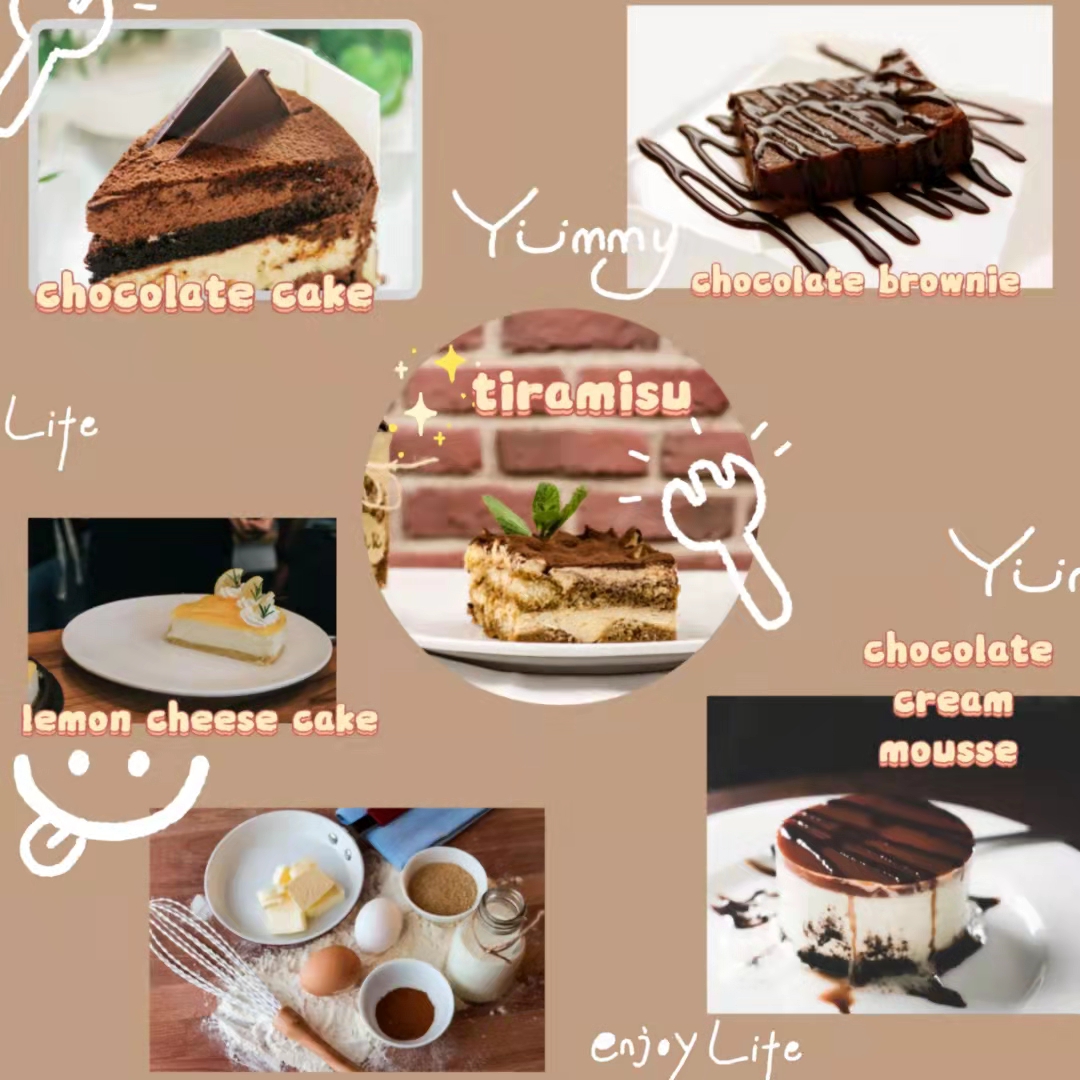 Yummy
chocolate cake
chocolate brownie
tiramisu
Life
Yum
chocolate
cream
mousse
lemon cheese cake
enjoy Life